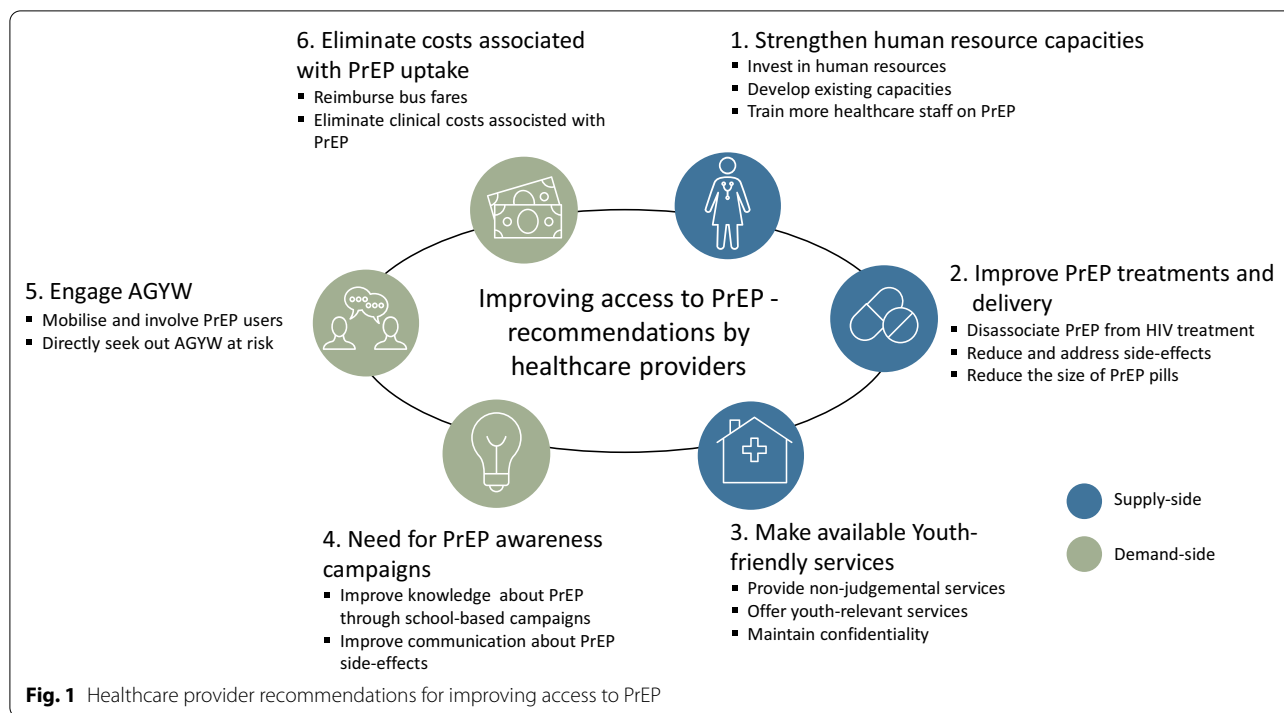 6. Eliminate costs associated
with PrEP uptake
▪ Reimburse bus fares
▪ Eliminate clinical costs associsted with
PrEP
1. Strengthen human resource capacities
▪ Invest in human resources
▪ Develop existing capacities
▪ Train more healthcare staff on PrEP
5. Engage AGYW
▪ Mobilise and involve PrEP users
▪ Directly seek out AGYW at risk
Improving access to PrEP -
recommendations by
healthcare providers
2. Improve PrEP treatments and
delivery
▪ Disassociate PrEP from HIV treatment
▪ Reduce and address side-effects
▪ Reduce the size of PrEP pills
4. Need for PrEP awareness
campaigns
▪ Improve knowledge about PrEP
through school-based campaigns
▪ Improve communication about PrEP
side-effects
3. Make available Youth-
friendly services
▪ Provide non-judgemental services
▪ Offer youth-relevant services
▪ Maintain confidentiality
Supply-side
Demand-side
Fig. 1 Healthcare provider recommendations for improving access to PrEP